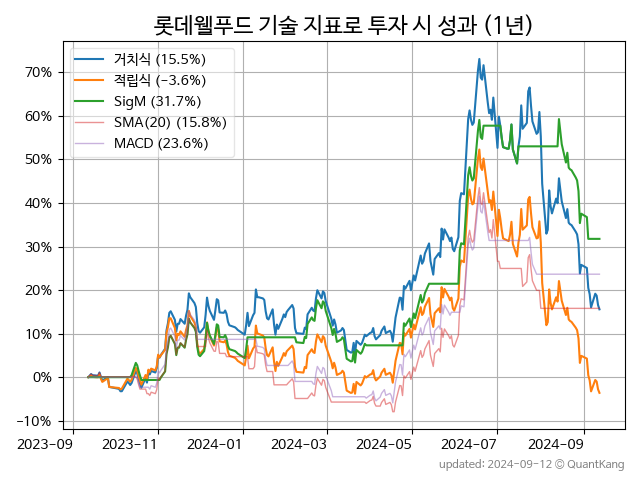 롯데웰푸드 기술 지표로 투자 시 성과 (1년)
거치식 (15.5%)
적립식 (−3.6%)
SigM (31.7%)
SMA(20) (15.8%)
MACD (23.6%)
70%
60%
50%
40%
30%
20%
10%
0%
−10%
2023-09 2023-11 2024-01 2024-03 2024-05 2024-07 2024-09
updated: 2024-09-12 © QuantKang